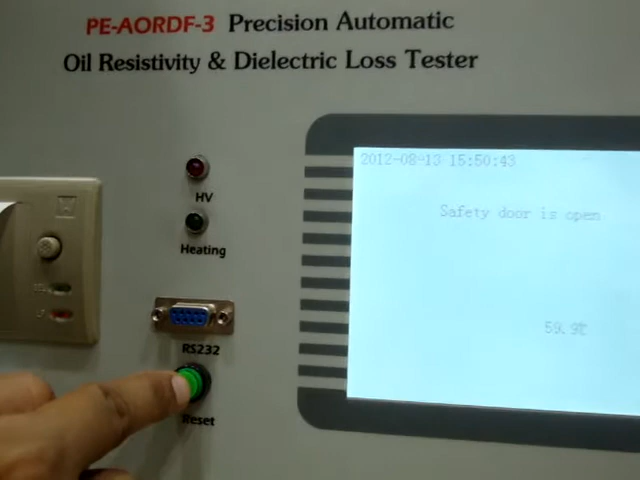 PE-AORDF-3 Precision Automatic
Oil Resistivity & Dielectric Loss Tester
2012-08-13 15:50:43
HV
Safety door is open
Heating
59.9℃
RS232
Reset